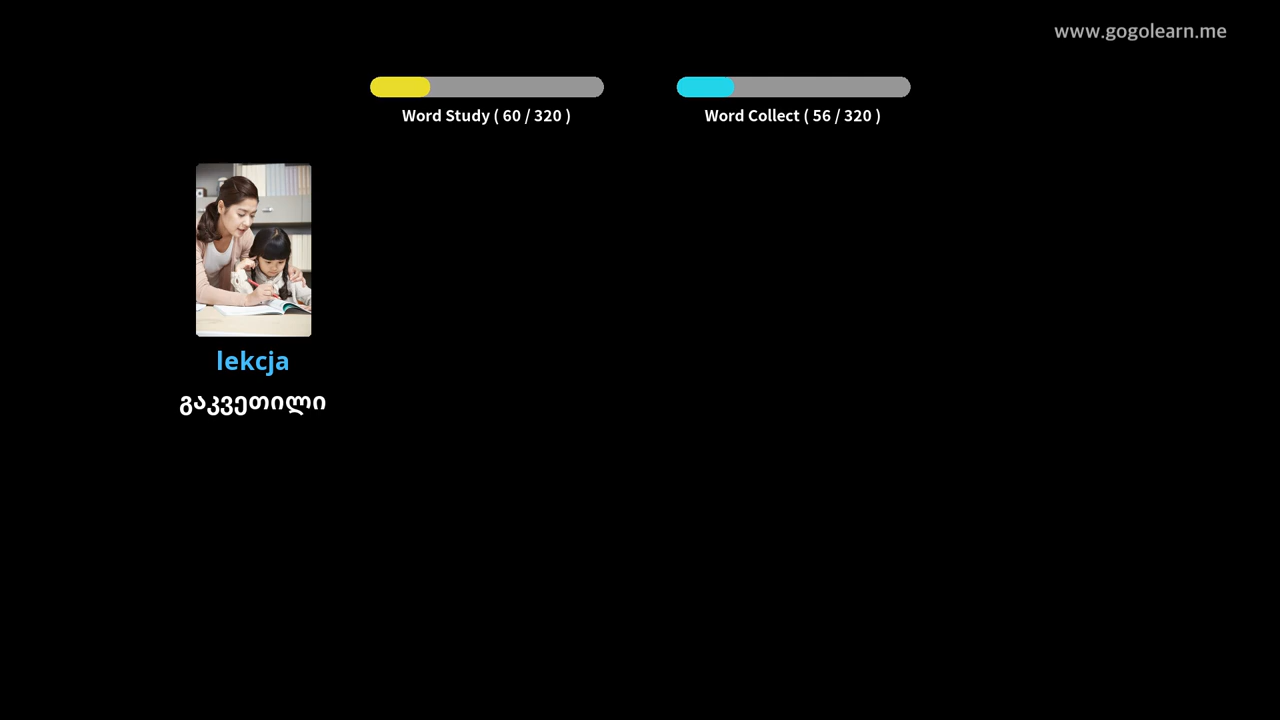 www.gogolearn.me
Word Study ( 60 / 320 )
Word Collect ( 56 / 320 )
lekcja
გაკვეთილი